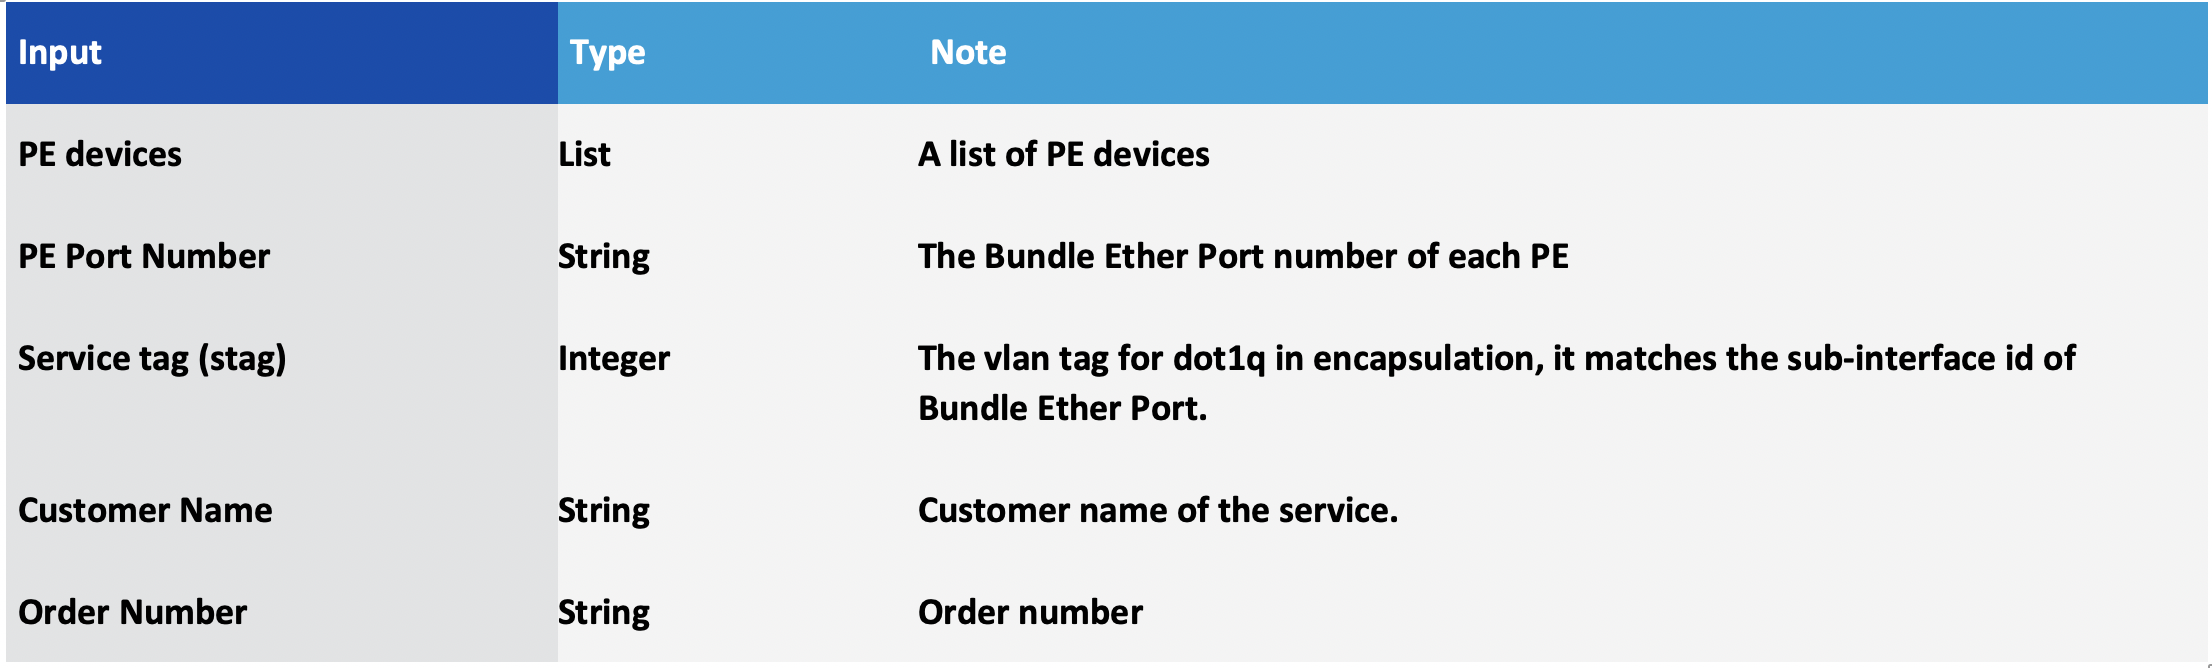 Input Type Note
PE devices List A list of PE devices
PE Port Number String The Bundle Ether Port number of each PE
Service tag (stag) Integer The vlan tag for dot1q in encapsulation, it matches the sub-interface id of
Bundle Ether Port.
Customer Name String Customer name of the service.
Order Number String Order number